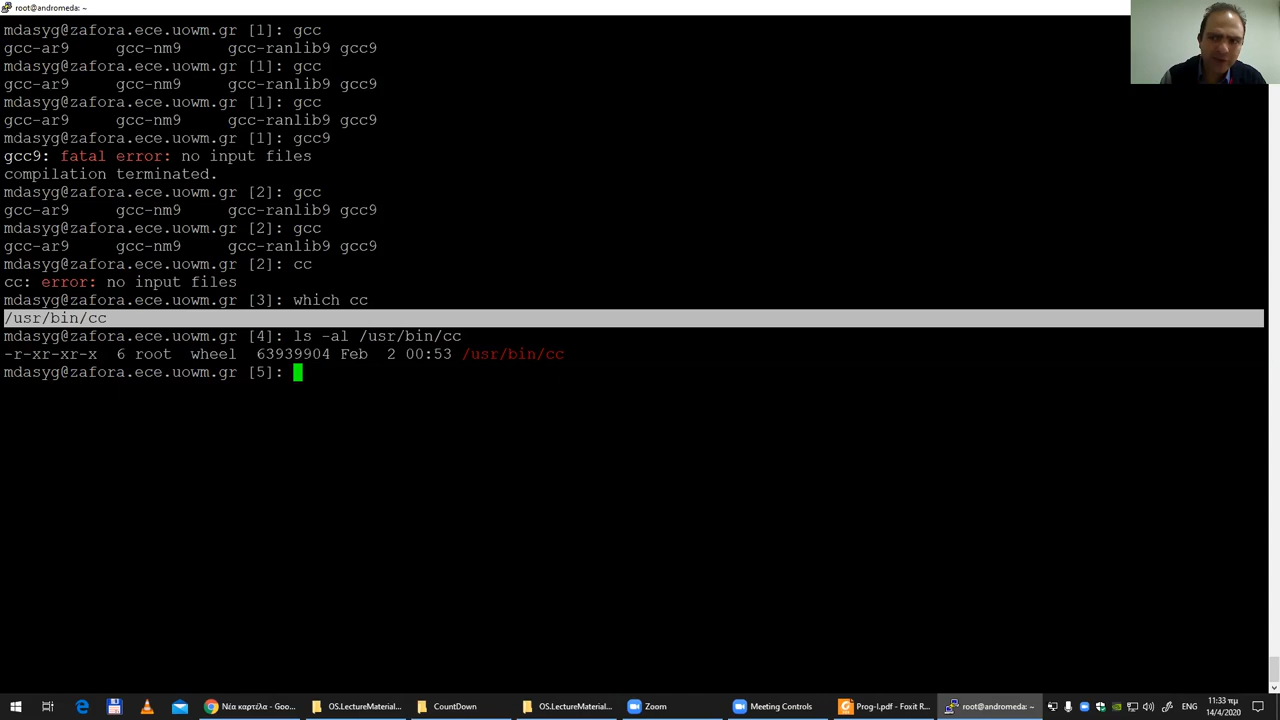 root@andromeda: ~
mdasyg@zafora.ece.uowm.gr [1]: gcc
gcc-ar9 gcc-nm9 gcc-ranlib9 gcc9
mdasyg@zafora.ece.uowm.gr [1]: gcc
gcc-ar9 gcc-nm9 gcc-ranlib9 gcc9
mdasyg@zafora.ece.uowm.gr [1]: gcc
gcc-ar9 gcc-nm9 gcc-ranlib9 gcc9
mdasyg@zafora.ece.uowm.gr [1]: gcc9
gcc9: fatal error: no input files
compilation terminated.
mdasyg@zafora.ece.uowm.gr [2]: gcc
gcc-ar9 gcc-nm9 gcc-ranlib9 gcc9
mdasyg@zafora.ece.uowm.gr [2]: gcc
gcc-ar9 gcc-nm9 gcc-ranlib9 gcc9
mdasyg@zafora.ece.uowm.gr [2]: cc
cc: error: no input files
mdasyg@zafora.ece.uowm.gr [3]: which cc
/usr/bin/cc
mdasyg@zafora.ece.uowm.gr [4]: ls -al /usr/bin/cc
-r-xr-xr-x 6 root wheel 63939904 Feb 2 00:53 /usr/bin/cc
mdasyg@zafora.ece.uowm.gr [5]:
Νέα καρτέλα - Goo... OS.LectureMaterial... CountDown OS.LectureMaterial... Zoom Meeting Controls Prog-I.pdf - Foxit R... root@andromeda: ~ ΕΝΓ 11:33 πμ
14/4/2020